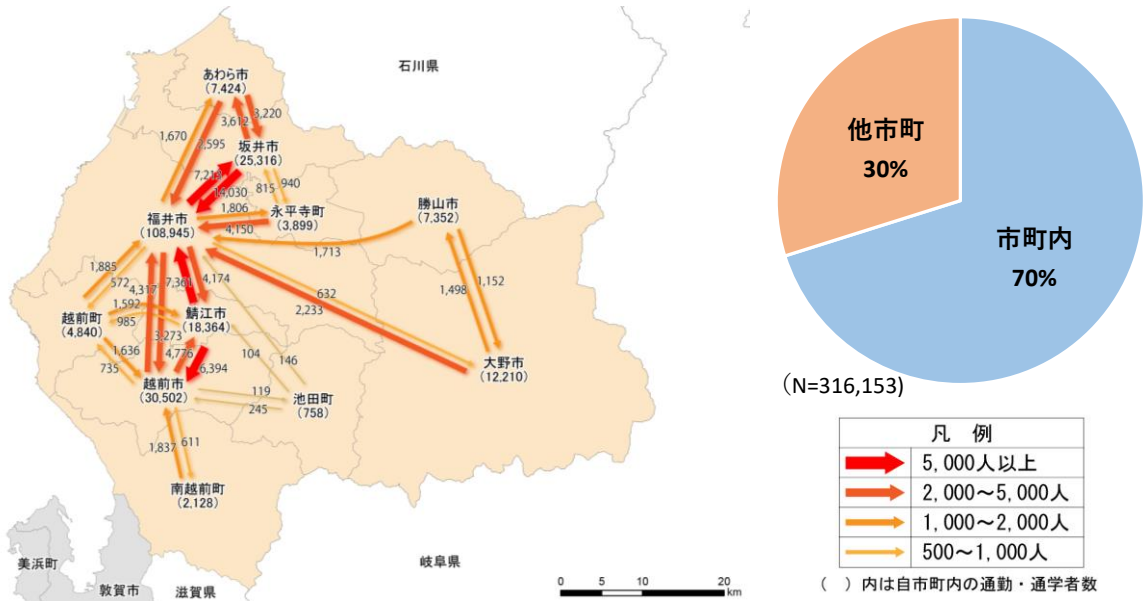 石川県
あわら市
(7,424)
3,612
3,220
1,670
坂井市
(25,316)
7,214
14,030
815
940
1,806
永平寺町
(3,899)
4,150
福井市
(108,945)
勝山市
(7,352)
1,713
1,152
1,498
632
2,233
大野市
(12,210)
1,885
572
4,317
7,361
4,174
越前町
(4,840)
1,592
985
鯖江市
(18,364)
3,273
4,776
6,394
1,636
735
越前市
(30,502)
104
146
119
245
池田町
(758)
1,837
611
南越前町
(2,128)
美浜町
敦賀市
滋賀県
岐阜県
0 5 10 20
km
他市町
30%
市町内
70%
(N=316,153)
凡 例
5,000人以上
2,000～5,000人
1,000～2,000人
500～1,000人
( )内は自市町内の通勤・通学者数